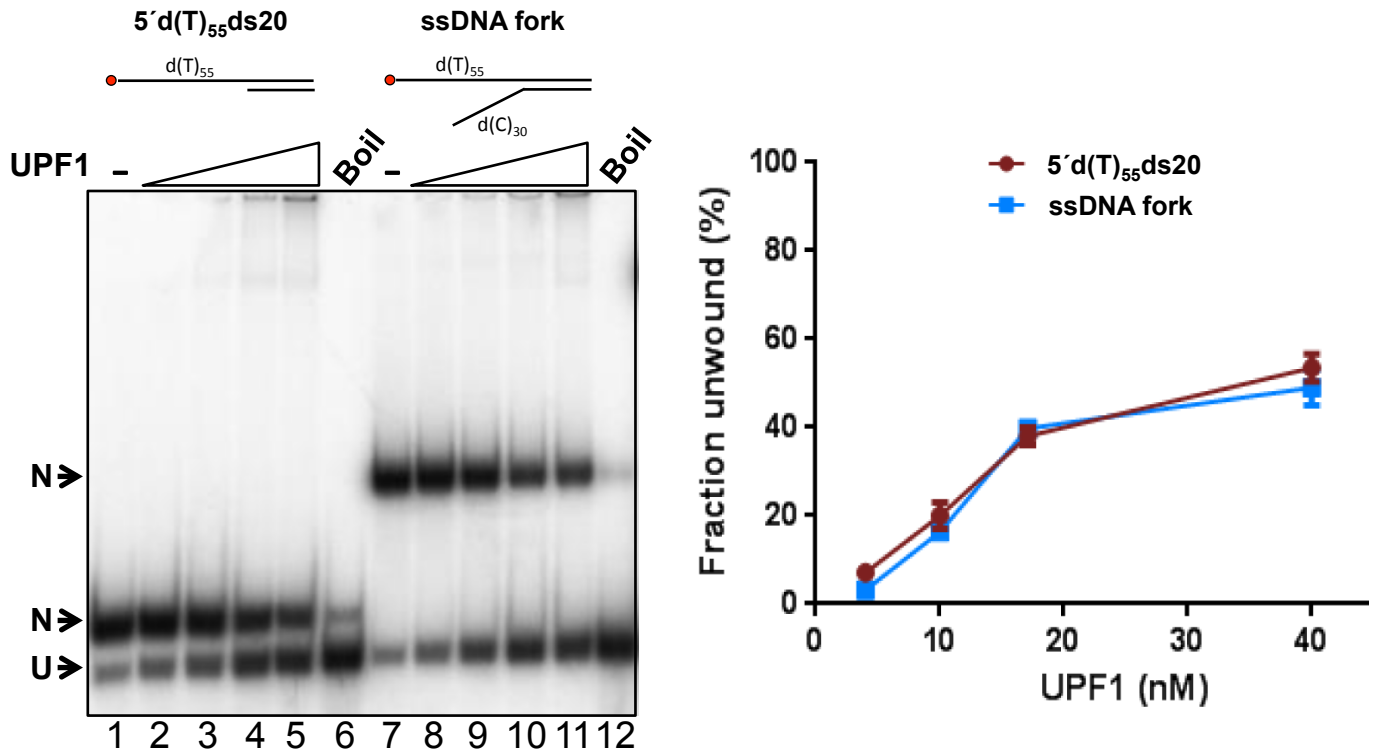 5´d(T)55ds20 ssDNA fork
d(T)55 d(T)55
d(C)30
UPF1 – Boil – Boil
N
N
U
1 2 3 4 5 6 7 8 9 10 11 12
5´d(T)55ds20
ssDNA fork
Fraction unwound (%)
100
80
60
40
20
0
0 10 20 30 40
UPF1 (nM)